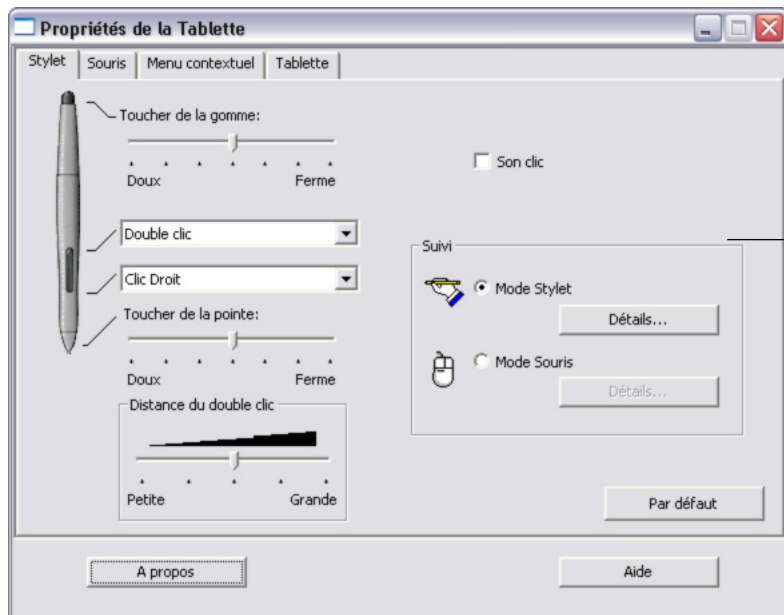 Propriétés de la Tablette
Stylet
Souris
Menu contextuel
Tablette
Toucher de la gomme:
Doux
Ferme
Son clic
Double clic
Clic Droit
Toucher de la pointe:
Doux
Ferme
Distance du double clic
Petite
Grande
Suivi
Mode Stylet
Détails...
Mode Souris
Détails...
Par défaut
A propos
Aide